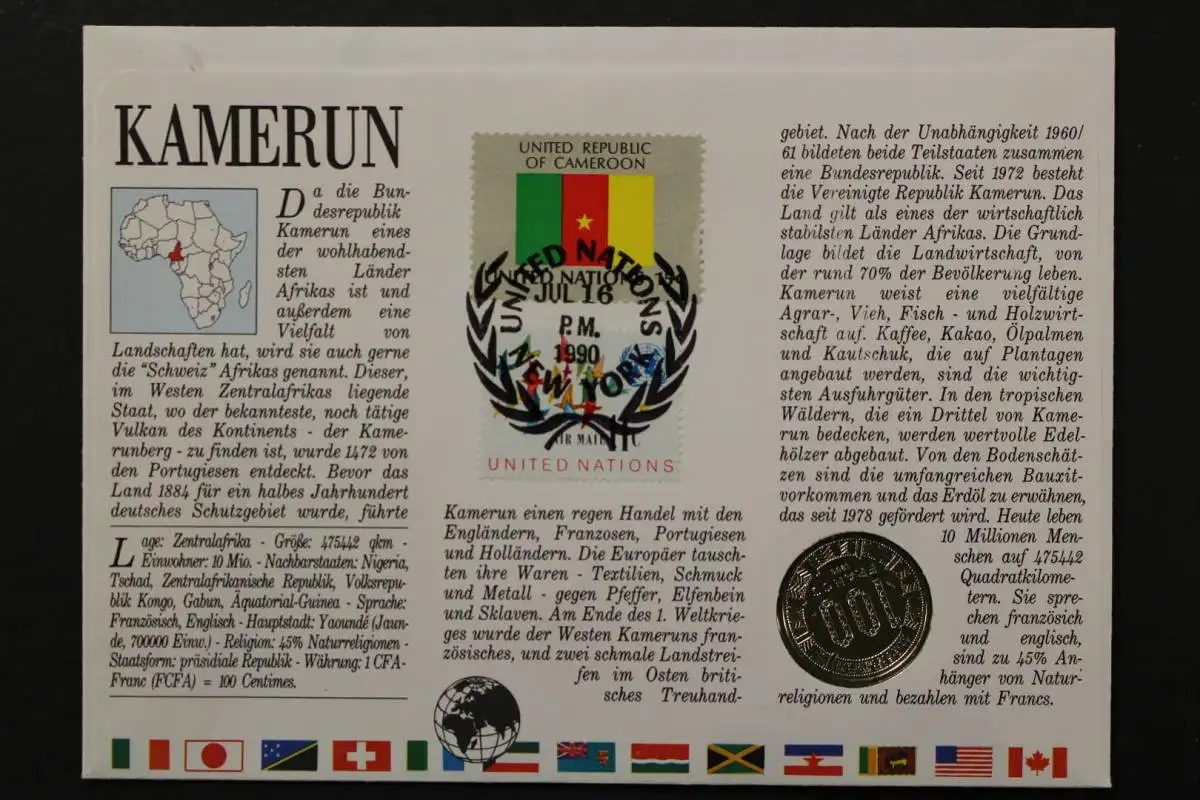 KAMERUN
Da die Bun-
desrepublik
Kamerun eines
der wohlhabend-
sten Länder
Afrikas ist und
außerdem eine
Vielfalt von
Landschaften hat, wird sie auch gerne
die “Schweiz” Afrikas genannt. Dieser,
im Westen Zentralafrikas liegende
Staat, wo der bekannteste, noch tätige
Vulkan des Kontinents - der Kame-
runberg - zu finden ist, wurde 1472 von
den Portugiesen entdeckt. Bevor das
Land 1884 für ein halbes Jahrhundert
deutsches Schutzgebiet wurde, führte
Lage: Zentralafrika - Größe: 475442 qkm -
Einwohner: 10 Mio. - Nachbarstaaten: Nigeria,
Tschad, Zentralafrikanische Republik, Volksrepu-
blik Kongo, Gabun, Äquatorial-Guinea - Sprache:
Französisch, Englisch - Hauptstadt: Yaoundé (Jaun-
de, 700000 Einw.) - Religion: 45% Naturreligionen -
Staatsform: präsidiale Republik - Währung: 1 CFA-
Franc (FCFA) = 100 Centimes.
UNITED REPUBLIC
OF CAMEROON
UNITED NATIONS
UNITED NATIONS
JUL 16
P.M.
1990
NEW YORK
AIR MAIL 11c
UNITED NATIONS
Kamerun einen regen Handel mit den
Engländern, Franzosen, Portugiesen
und Holländern. Die Europäer tausch-
ten ihre Waren - Textilien, Schmuck
und Metall - gegen Pfeffer, Elfenbein
und Sklaven. Am Ende des 1. Weltkrie-
ges wurde der Westen Kameruns fran-
zösisches, und zwei schmale Landstrei-
fen im Osten briti-
sches Treuhand-
gebiet. Nach der Unabhängigkeit 1960/
61 bildeten beide Teilstaaten zusammen
eine Bundesrepublik. Seit 1972 besteht
die Vereinigte Republik Kamerun. Das
Land gilt als eines der wirtschaftlich
stabilsten Länder Afrikas. Die Grund-
lage bildet die Landwirtschaft, von
der rund 70% der Bevölkerung leben.
Kamerun weist eine vielfältige
Agrar-, Vieh, Fisch - und Holzwirt-
schaft auf. Kaffee, Kakao, Ölpalmen
und Kautschuk, die auf Plantagen
angebaut werden, sind die wichtig-
sten Ausfuhrgüter. In den tropischen
Wäldern, die ein Drittel von Kame-
run bedecken, werden wertvolle Edel-
hölzer abgebaut. Von den Bodenschät-
zen sind die umfangreichen Bauxit-
vorkommen und das Erdöl zu erwähnen,
das seit 1978 gefördert wird. Heute leben
10 Millionen Men-
schen auf 475442
Quadratkilome-
tern. Sie spre-
chen französich
und englisch,
sind zu 45% An-
hänger von Natur-
religionen und bezahlen mit Francs.
100